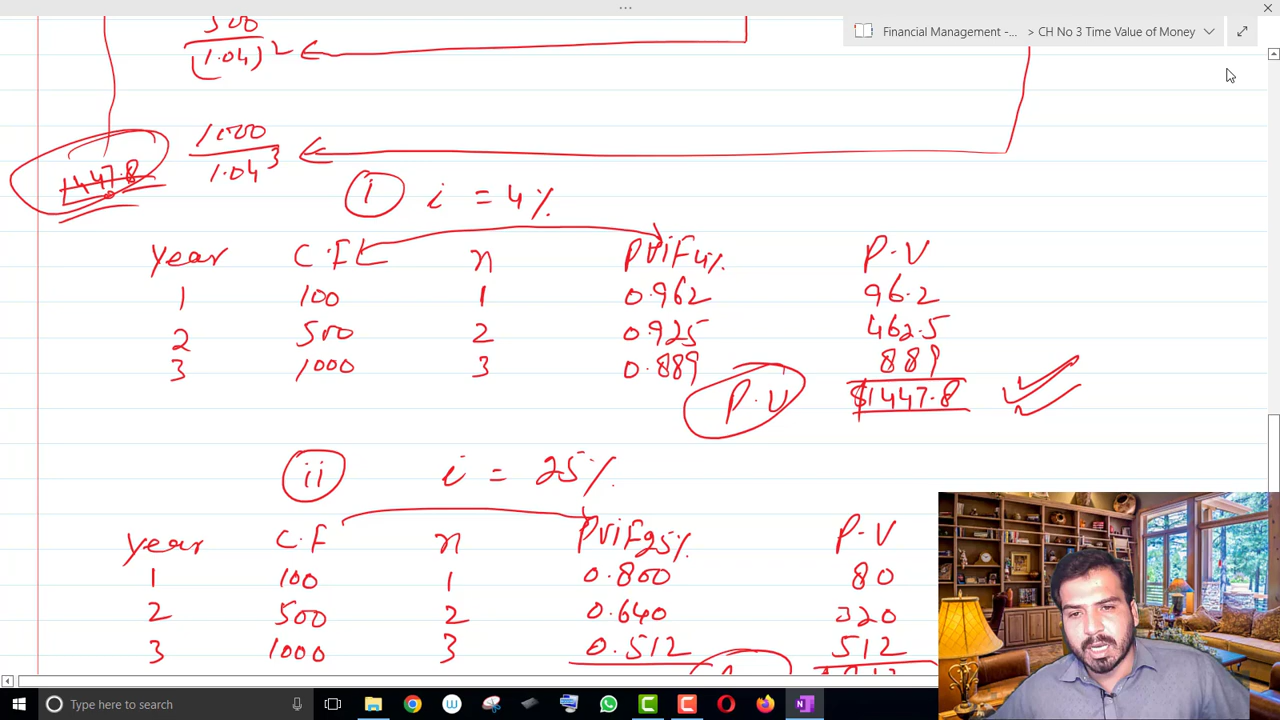 Financial Management -... > CH No 3 Time Value of Money
500
(1.04)2
1000
1.04 3
1447.8
i i = 4%
year C.F n PViF4% P.V
1 100 1 0.962 96.2
2 500 2 0.925 462.5
3 1000 3 0.889 889
P.V $1447.8
ii i = 25%
year C.F n PViF25% P.V
1 100 1 0.800 80
2 500 2 0.640 320
3 1000 3 0.512 512
Type here to search